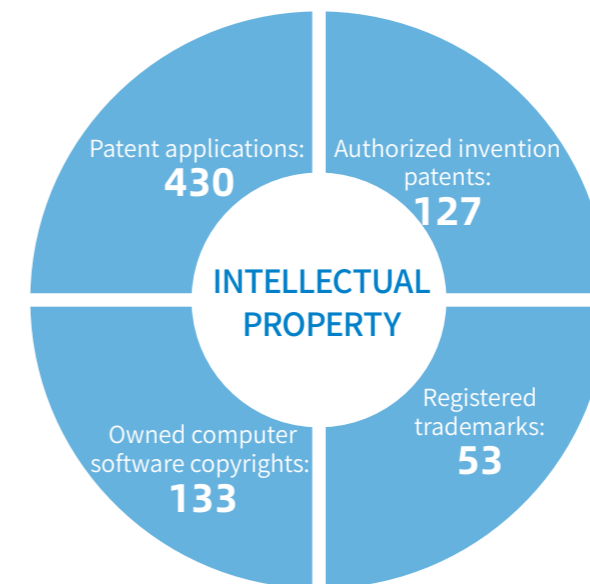 Patent applications:
430
Authorized invention
patents:
127
INTELLECTUAL
PROPERTY
Owned computer
software copyrights:
133
Registered
trademarks:
53